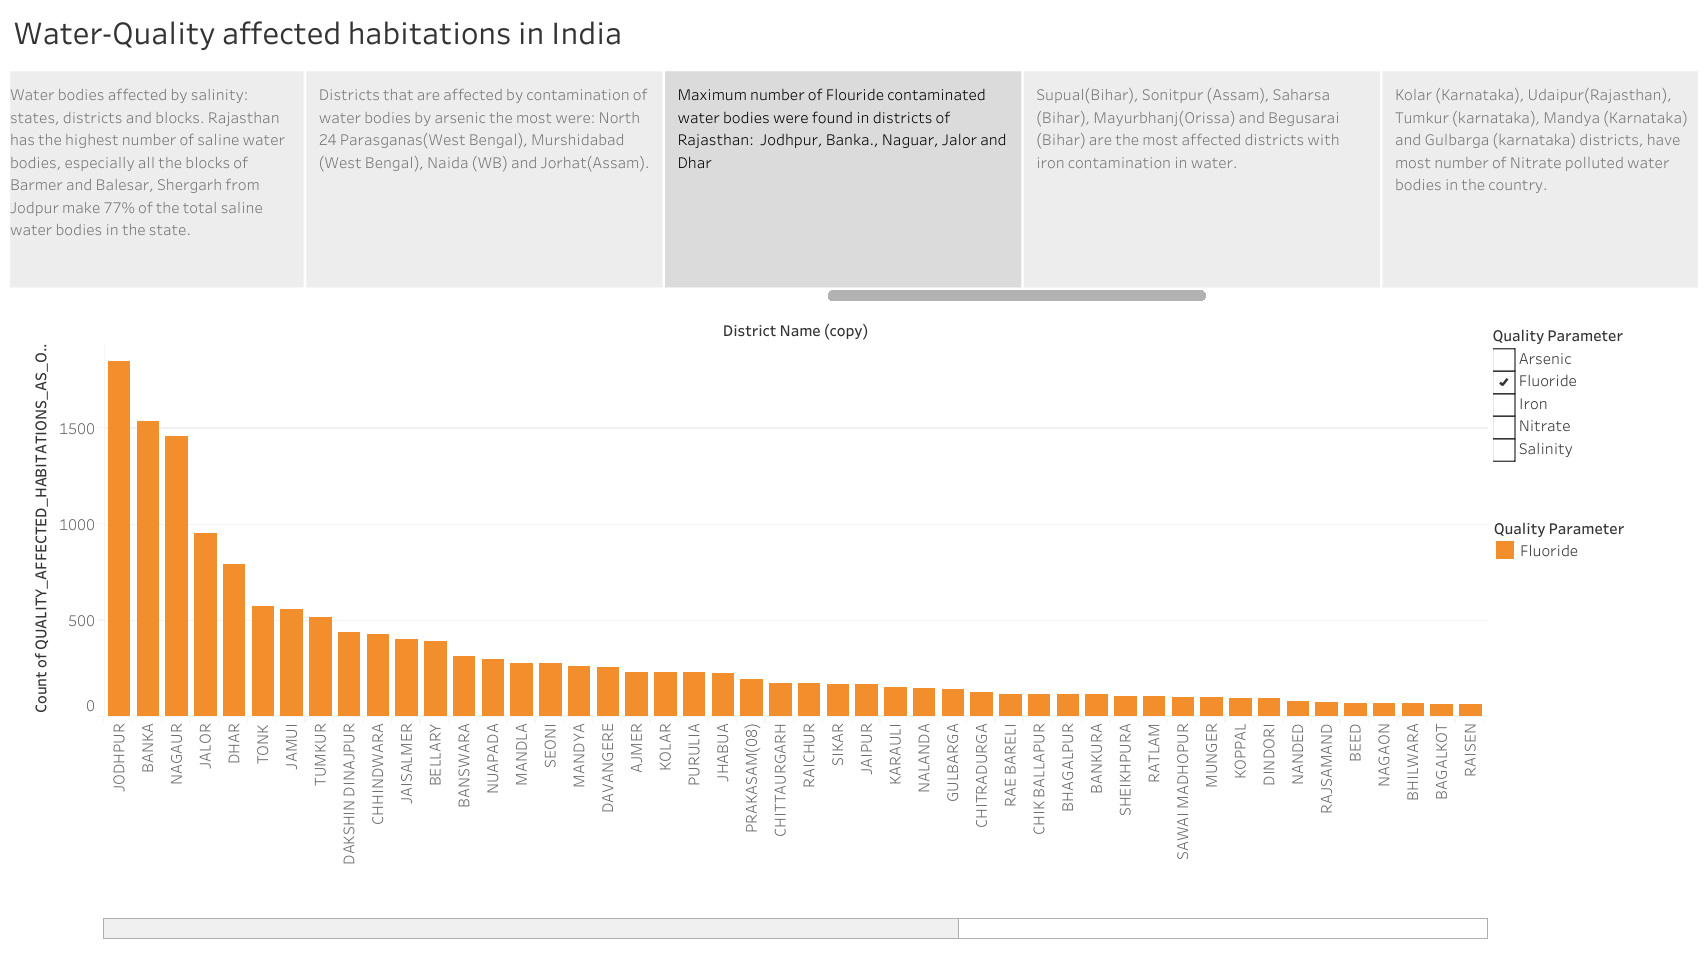 Water-Quality affected habitations in India
Water bodies affected by salinity:
states, districts and blocks. Rajasthan
has the highest number of saline water
bodies, especially all the blocks of
Barmer and Balesar, Shergarh from
Jodpur make 77% of the total saline
water bodies in the state.
Districts that are affected by contamination of
water bodies by arsenic the most were: North
24 Parasganas(West Bengal), Murshidabad
(West Bengal), Naida (WB) and Jorhat(Assam).
Maximum number of Flouride contaminated
water bodies were found in districts of
Rajasthan:  Jodhpur, Banka., Naguar, Jalor and
Dhar
Supual(Bihar), Sonitpur (Assam), Saharsa
(Bihar), Mayurbhanj(Orissa) and Begusarai
(Bihar) are the most affected districts with
iron contamination in water.
Kolar (Karnataka), Udaipur(Rajasthan),
Tumkur (karnataka), Mandya (Karnataka)
and Gulbarga (karnataka) districts, have
most number of Nitrate polluted water
bodies in the country.
District Name (copy)
Count of QUALITY_AFFECTED_HABITATIONS_AS_O..
1500
1000
500
0
JODHPUR
BANKA
NAGAUR
JALOR
DHAR
TONK
JAMUI
TUMKUR
DAKSHIN DINAJPUR
CHHINDWARA
JAISALMER
BELLARY
BANSWARA
NUAPADA
MANDLA
SEONI
MANDYA
DAVANGERE
AJMER
KOLAR
PURULIA
JHABUA
PRAKASAM(08)
CHITTAURGARH
RAICHUR
SIKAR
JAIPUR
KARAULI
NALANDA
GULBARGA
CHITRADURGA
RAE BARELI
CHIK BALLAPUR
BHAGALPUR
BANKURA
SHEIKHPURA
RATLAM
SAWAI MADHOPUR
MUNGER
KOPPAL
DINDORI
NANDED
RAJSAMAND
BEED
NAGAON
BHILWARA
BAGALKOT
RAISEN
Quality Parameter
Arsenic
Fluoride
Iron
Nitrate
Salinity
Quality Parameter
Fluoride